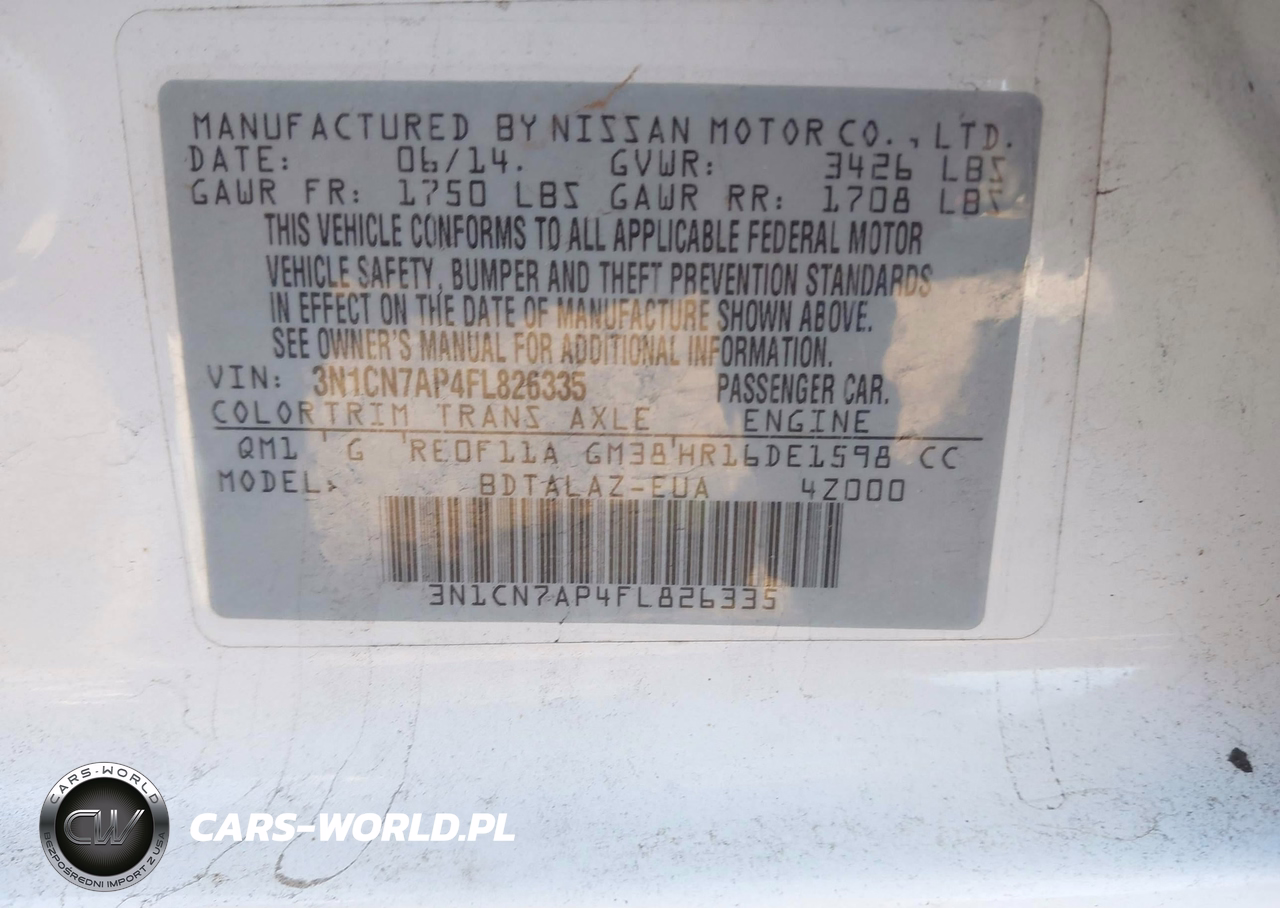 MANUFACTURED BY NISSAN MOTOR CO., LTD.
DATE: 06/14. GVWR: 3426 LBS
GAWR FR: 1750 LBS GAWR RR: 1708 LBS
THIS VEHICLE CONFORMS TO ALL APPLICABLE FEDERAL MOTOR
VEHICLE SAFETY, BUMPER AND THEFT PREVENTION STANDARDS
IN EFFECT ON THE DATE OF MANUFACTURE SHOWN ABOVE.
SEE OWNER'S MANUAL FOR ADDITIONAL INFORMATION.
VIN: 3N1CN7AP4FL826335 PASSENGER CAR.
COLOR TRIM TRANS AXLE ENGINE
QM1 'G 'RE0F11A GM38'HR16DE1598 CC
MODEL: BDTALAZ-EUA 4Z000
3N1CN7AP4FL826335
CARS-WORLD
CW
BEZPOŚREDNI IMPORT Z USA
CARS-WORLD.PL